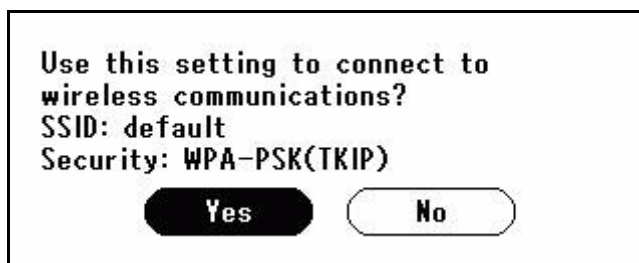 Use this setting to connect to
wireless communications?
SSID: default
Security: WPA-PSK(TKIP)
Yes No